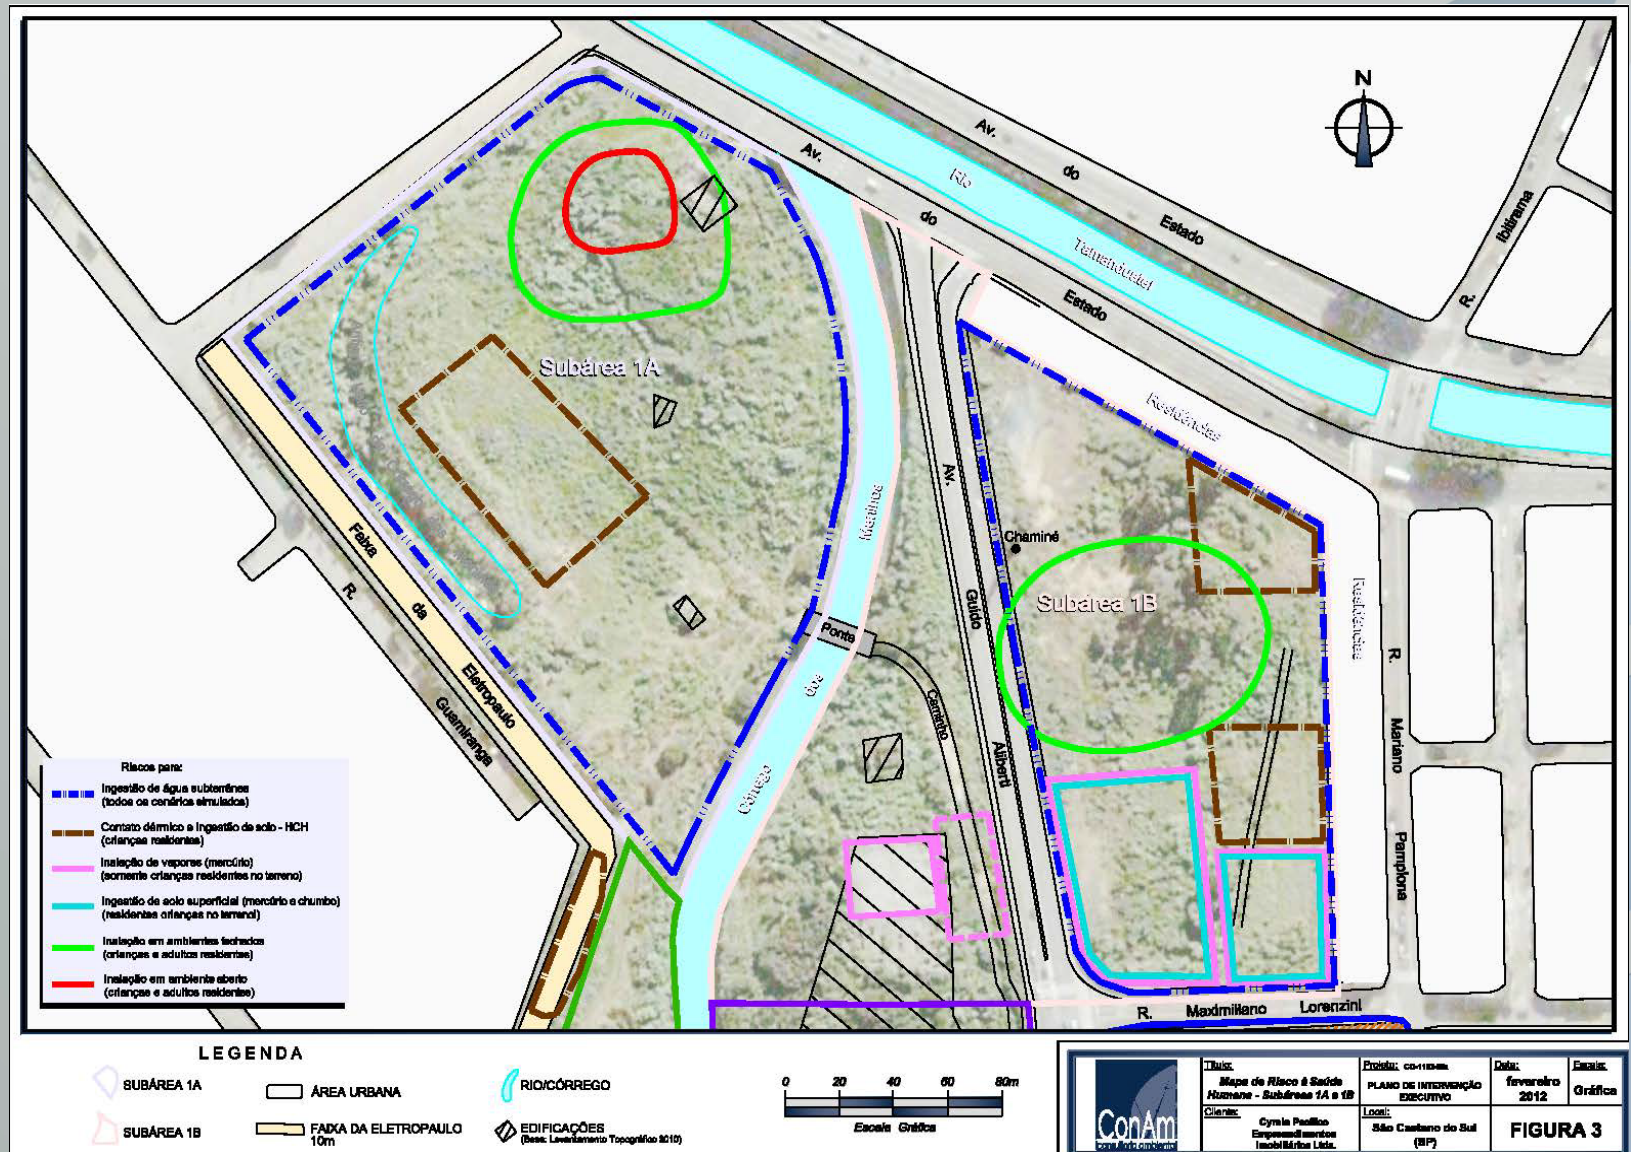 N
Av.
do
Estado
Rio
Tamanduateí
R.
Ibitirama
Av.
do
Estado
Residências
Subárea 1A
Av.
Guido
Aliberti
Meninos
dos
Córrego
Ponte
Caminho
Chaminé
Subárea 1B
Residências
R.
Mariano
Pamplona
Faixa
da
Eletropaulo
R.
Guamiranga
R.
Maximiliano
Lorenzini
Riscos para:
Ingestão de água subterrânea
(todos os cenários simulados)
Contato dérmico e Ingestão de solo - HCH
(crianças residentes)
Inalação de vapores (mercúrio)
(somente crianças residentes no terreno)
Ingestão de solo superficial (mercúrio e chumbo)
(residentes crianças no terreno)
Inalação em ambientes fechados
(crianças e adultos residentes)
Inalação em ambiente aberto
(crianças e adultos residentes)
LEGENDA
SUBÁREA 1A
SUBÁREA 1B
ÁREA URBANA
FAIXA DA ELETROPAULO
10m
RIO/CÓRREGO
EDIFICAÇÕES
(Base: Levantamento Topográfico 2010)
0 20 40 60 80m
Escala Gráfica
ConAm
consultoria ambiental
Título:
Mapa de Risco à Saúde
Humana - Subáreas 1A e 1B
Cliente:
Cyrela Pacífico
Empreendimentos
Imobiliários Ltda.
Projeto:
PLANO DE INTERVENÇÃO
EXECUTIVO
Local:
São Caetano do Sul
(SP)
Data:
fevereiro
2012
Escala:
Gráfica
FIGURA 3